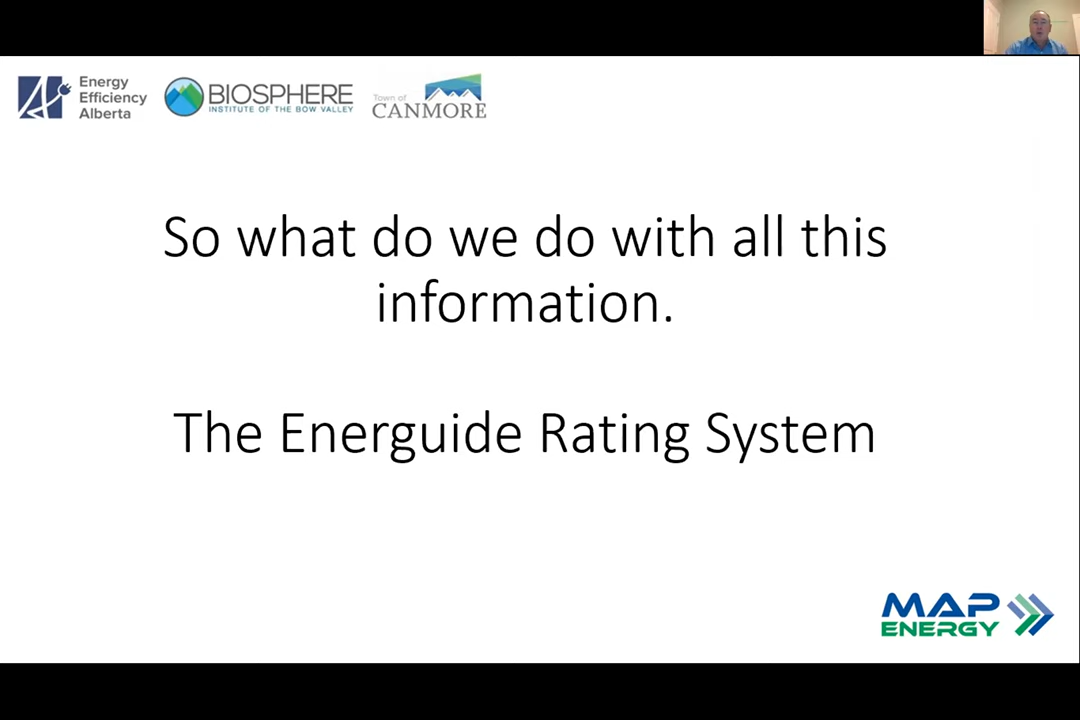 Energy
Efficiency
Alberta
BIOSPHERE
INSTITUTE OF THE BOW VALLEY
Town of
CANMORE
So what do we do with all this
information.
The Energuide Rating System
MAP
ENERGY